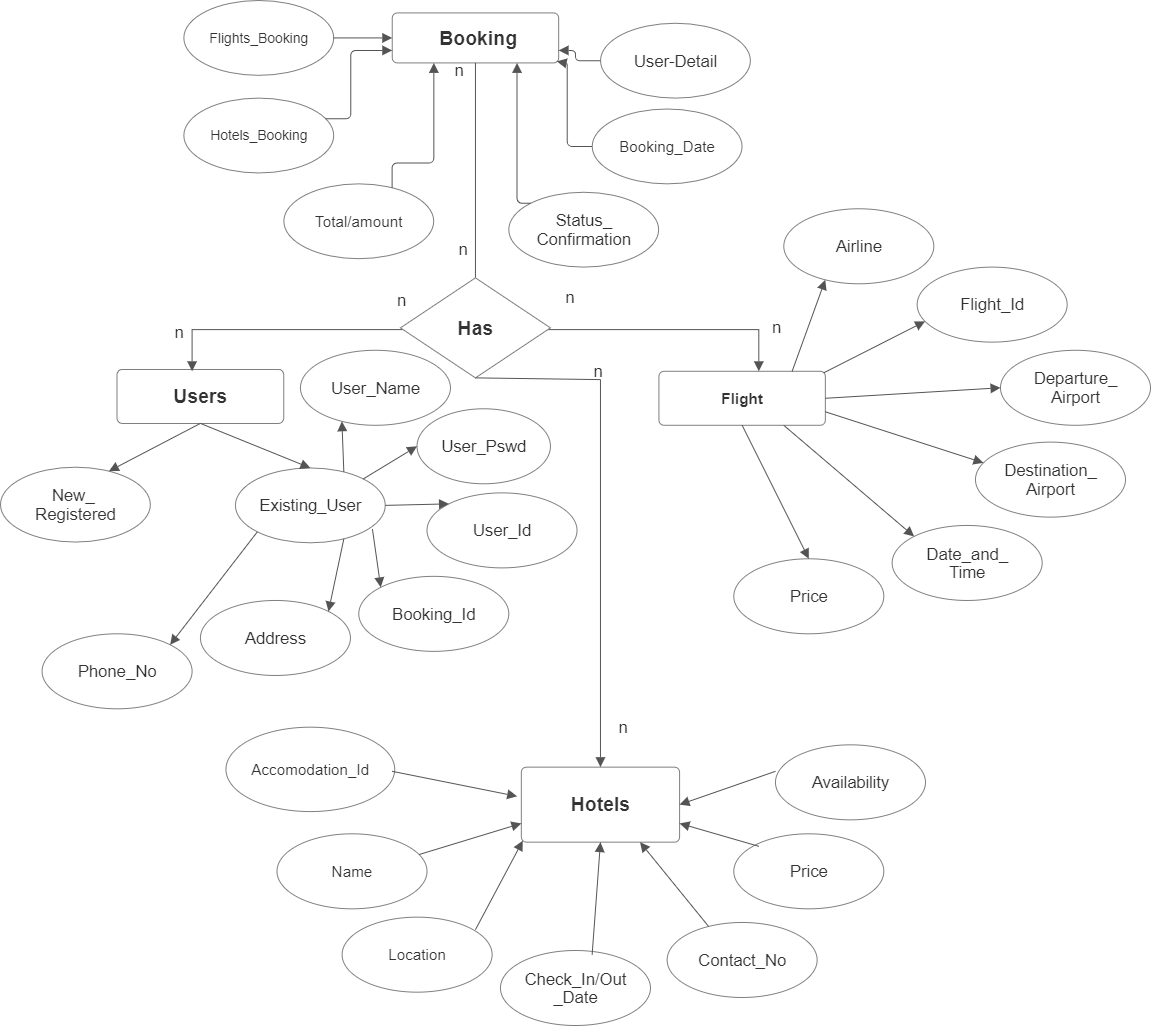 Flights_Booking
Booking
User-Detail
n
Hotels_Booking
Booking_Date
Total/amount
Status_
Confirmation
Airline
n
n
n
Flight_Id
n
Has
n
n
Users
User_Name
Flight
Departure_
Airport
User_Pswd
New_
Registered
Existing_User
User_Id
Destination_
Airport
Date_and_
Time
Price
Booking_Id
Address
Phone_No
n
Accomodation_Id
Hotels
Availability
Name
Price
Location
Check_In/Out
_Date
Contact_No